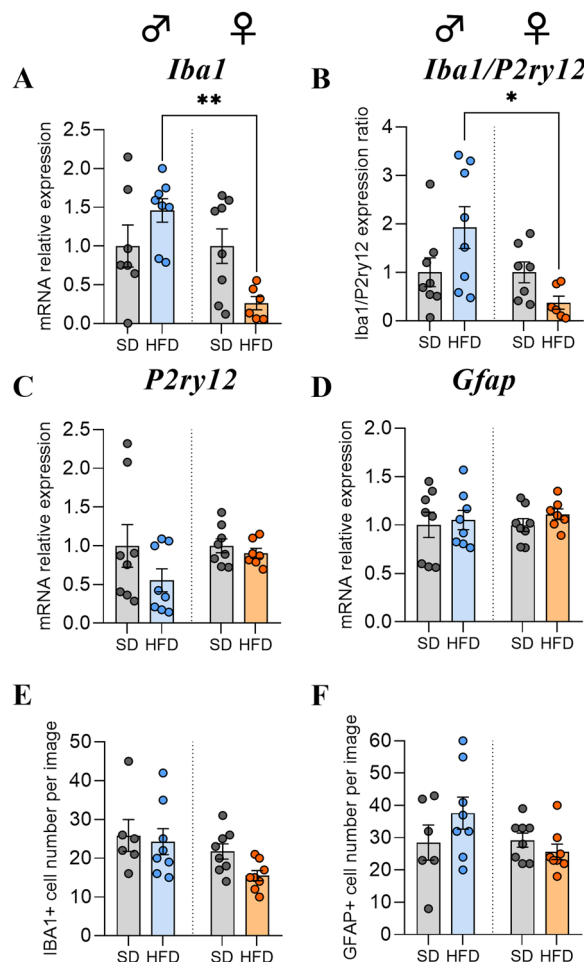 ♂ ♀ ♂ ♀
A Iba1 B Iba1/P2ry12
** *
mRNA relative expression
2.5
2.0
1.5
1.0
0.5
0.0
SD HFD SD HFD
Iba1/P2ry12 expression ratio
4
3
2
1
0
SD HFD SD HFD
C P2ry12 D Gfap
mRNA relative expression
2.5
2.0
1.5
1.0
0.5
0.0
SD HFD SD HFD
mRNA relative expression
2.0
1.5
1.0
0.5
0.0
SD HFD SD HFD
E F
IBA1+ cell number per image
50
40
30
20
10
0
SD HFD SD HFD
GFAP+ cell number per image
60
50
40
30
20
10
0
SD HFD SD HFD